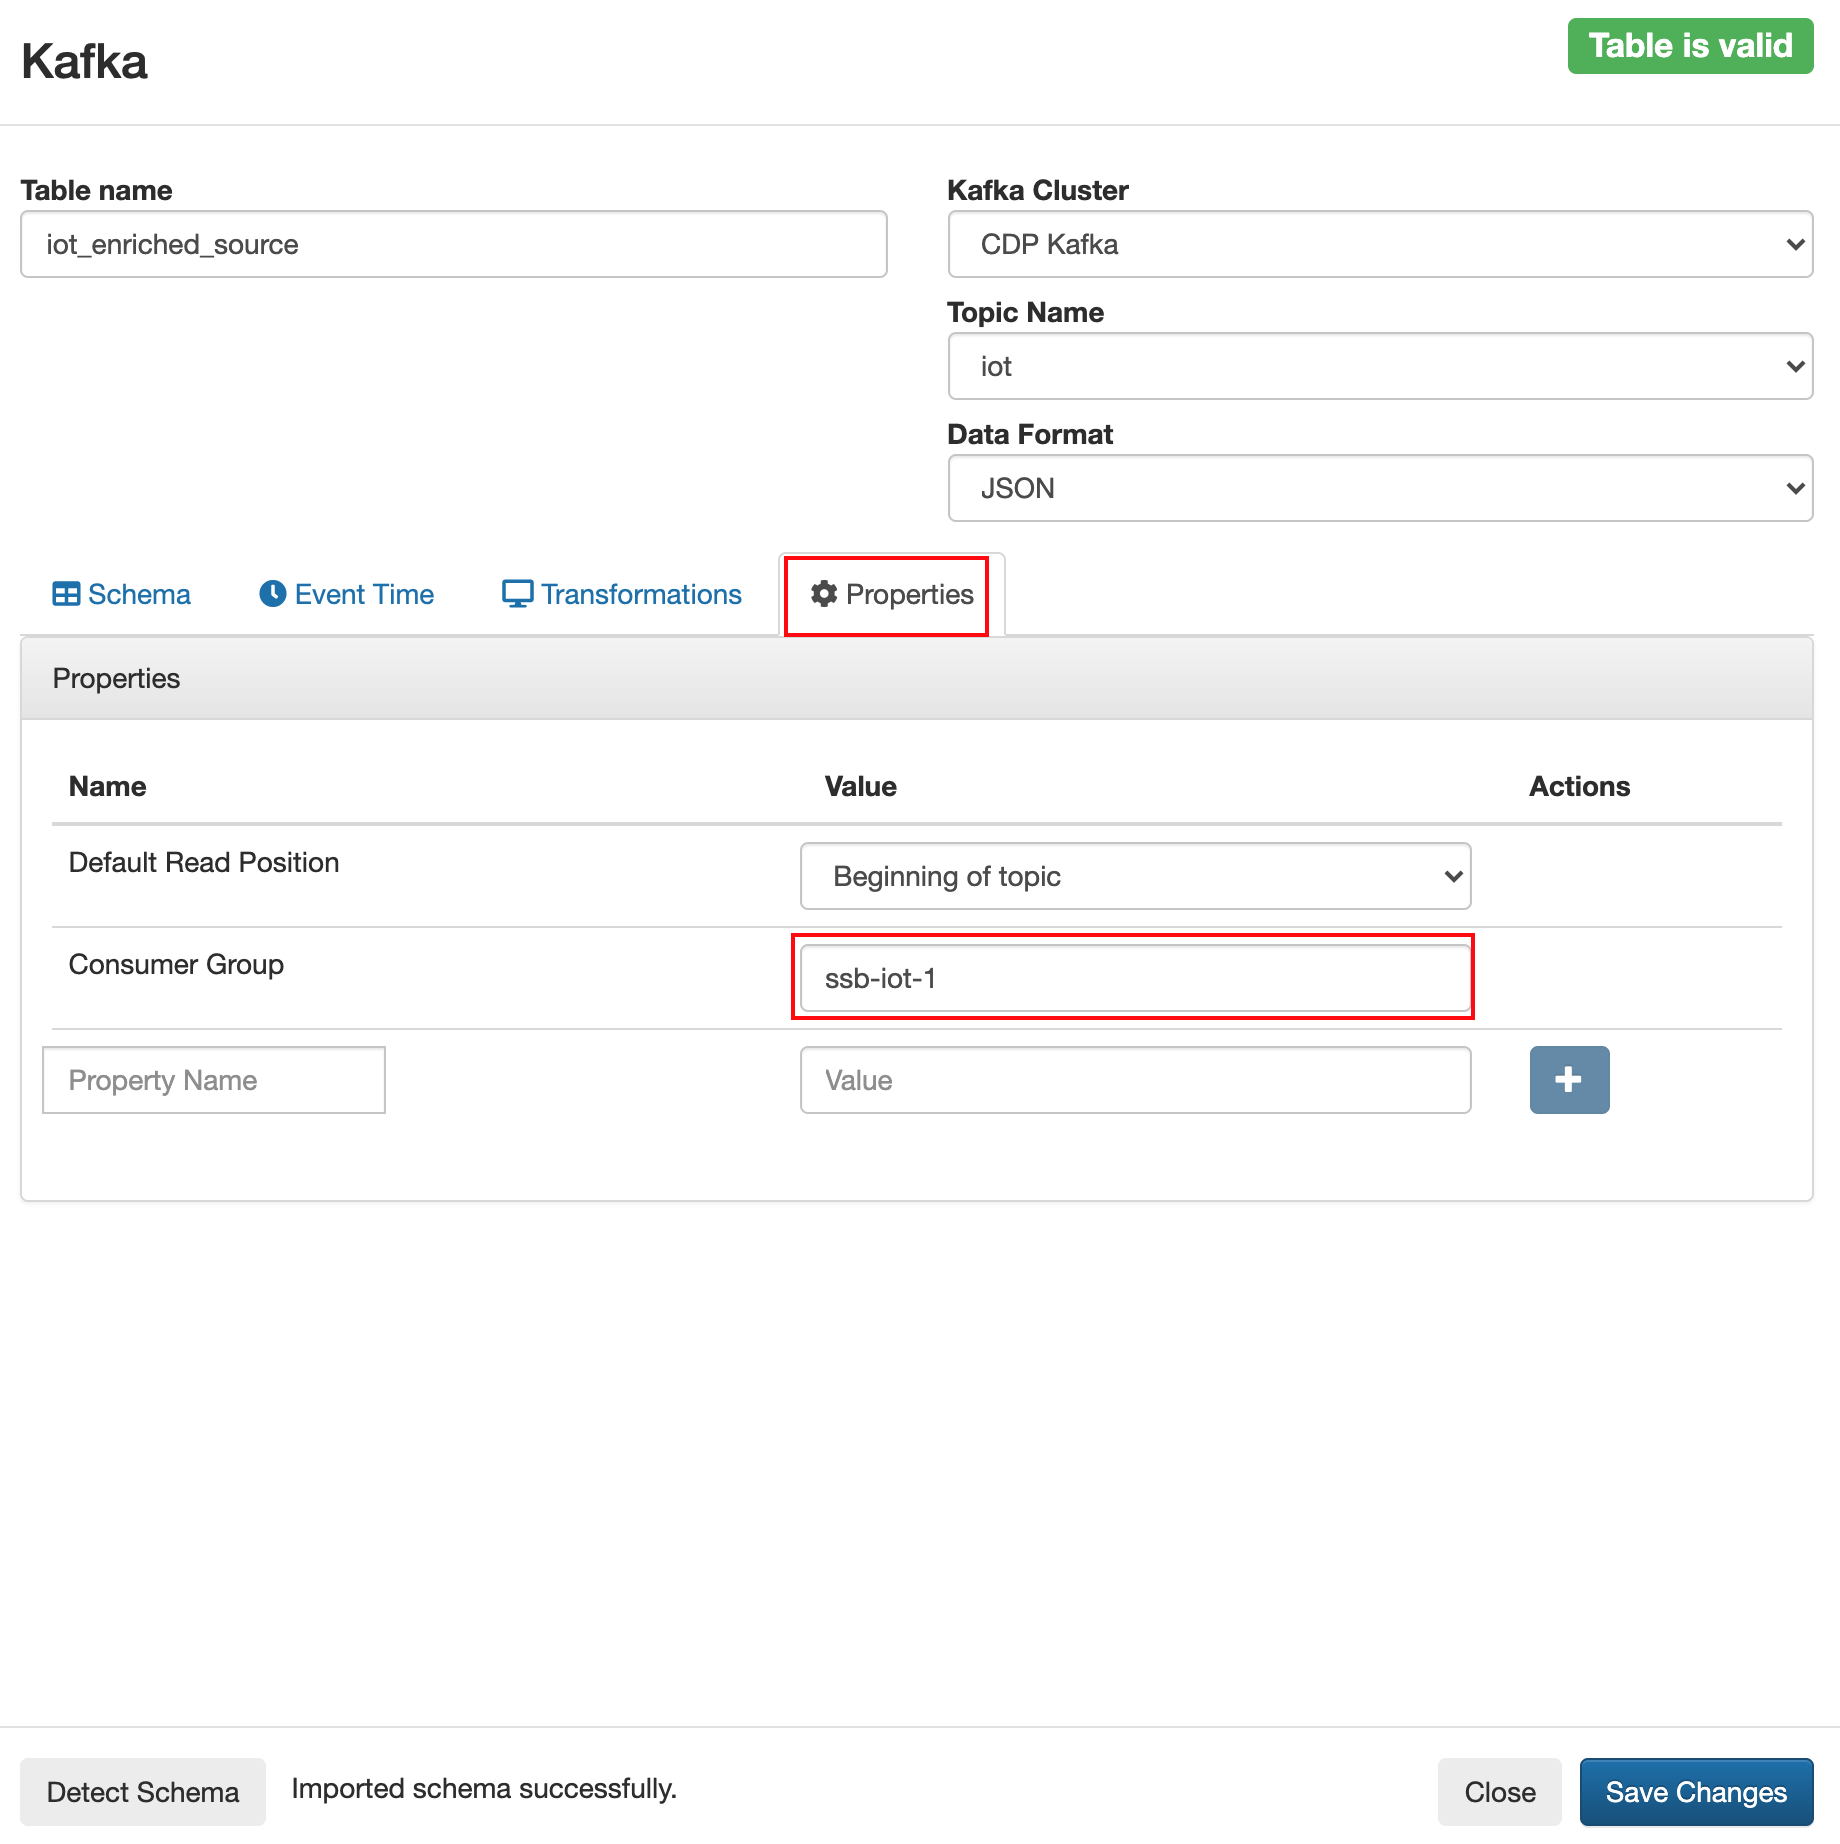 Kafka
Table is valid
Table name
iot_enriched_source
Kafka Cluster
CDP Kafka
Topic Name
iot
Data Format
JSON
Schema
Event Time
Transformations
Properties
Properties
Name Value Actions
Default Read Position
Beginning of topic
Consumer Group
ssb-iot-1
Property Name
Value
Detect Schema
Imported schema successfully.
Close
Save Changes